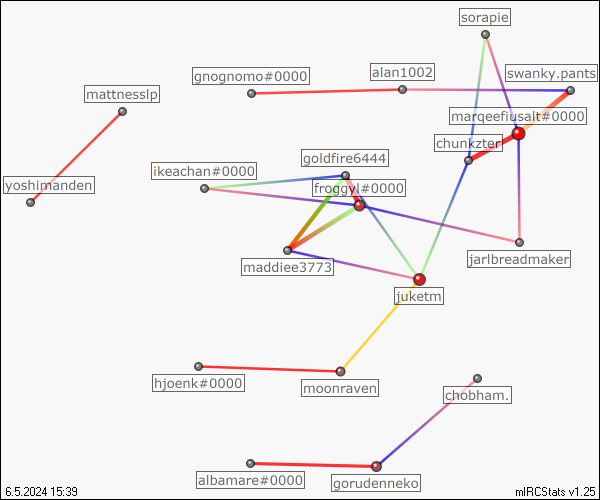 sorapie
gnognomo#0000
alan1002
swanky.pants
mattnesslp
marqeefiusalt#0000
chunkzter
goldfire6444
ikeachan#0000
froggyl#0000
yoshimanden
maddiee3773
jarlbreadmaker
juketm
hjoenk#0000
moonraven
chobham.
albamare#0000
gorudenneko
6.5.2024 15:39
mIRCStats v1.25